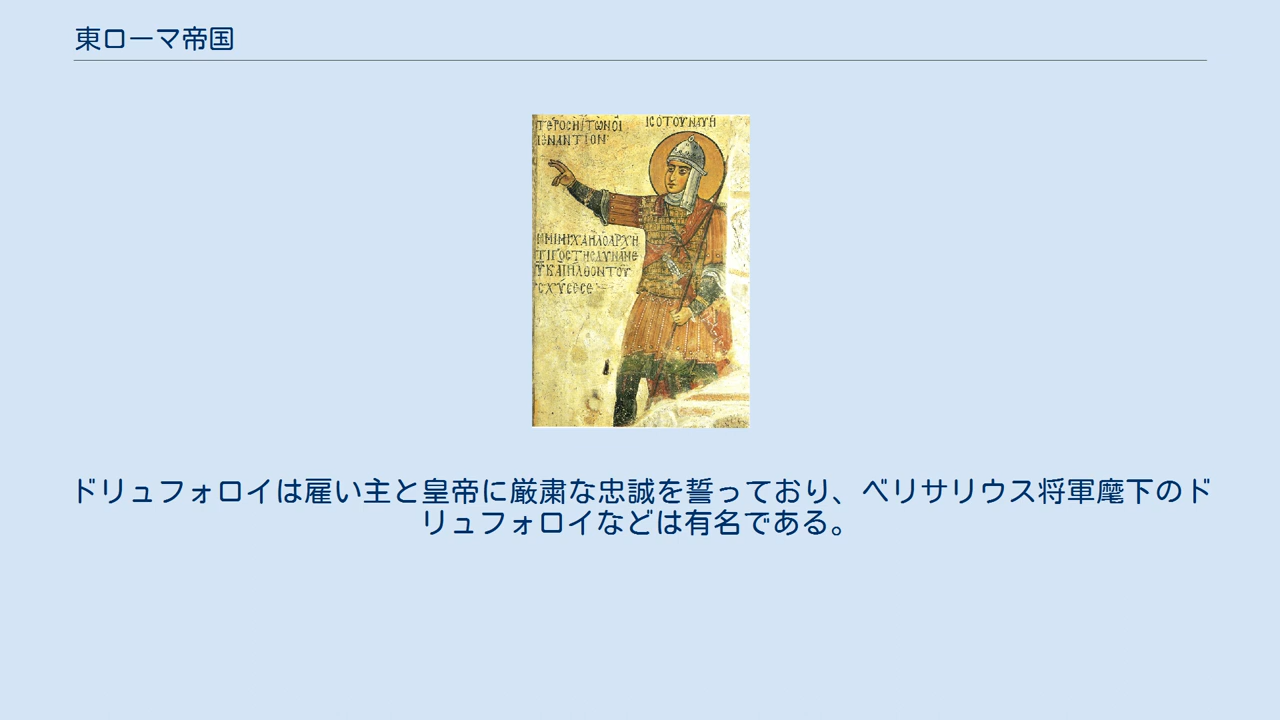 東ローマ帝国
ΙCΟΤΟΥΝΑΥΗ
ΙΕΝΑΝΤΙΟΝ
ドリュフォロイは雇い主と皇帝に厳粛な忠誠を誓っており、ベリサリウス将軍麾下のド
リュフォロイなどは有名である。